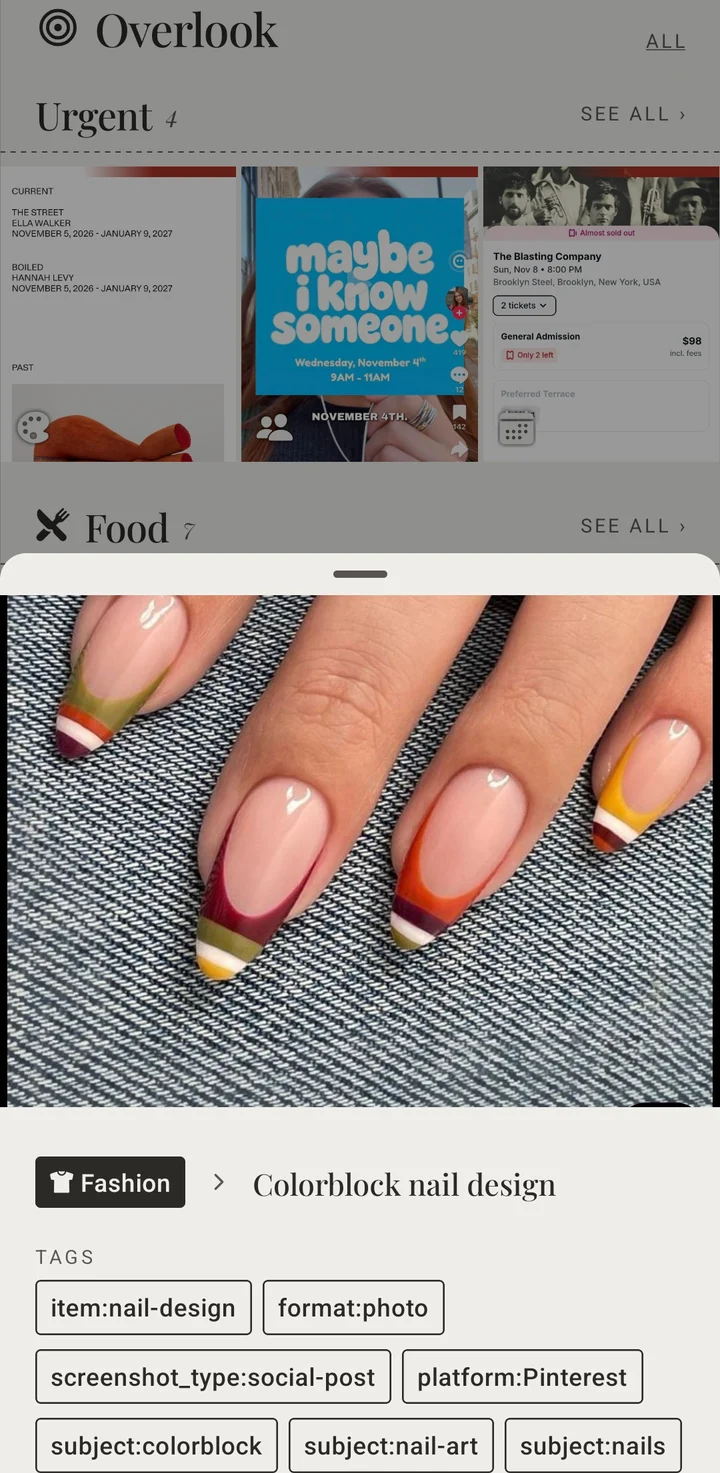 Overlook
ALL
Urgent 4
SEE ALL ›
CURRENT
THE STREET
ELLA WALKER
NOVEMBER 5, 2026 - JANUARY 9, 2027
BOILED
HANNAH LEVY
NOVEMBER 5, 2026 - JANUARY 9, 2027
PAST
maybe
i know
someone.
Wednesday, November 4th
9AM - 11AM
NOVEMBER 4TH.
419
12
142
Almost sold out
The Blasting Company
Sun, Nov 8 • 8:00 PM
Brooklyn Steel, Brooklyn, New York, USA
2 tickets
General Admission
$98
Only 2 left
incl. fees
Preferred Terrace
Food 7
SEE ALL ›
Fashion > Colorblock nail design
TAGS
item:nail-design
format:photo
screenshot_type:social-post
platform:Pinterest
subject:colorblock
subject:nail-art
subject:nails